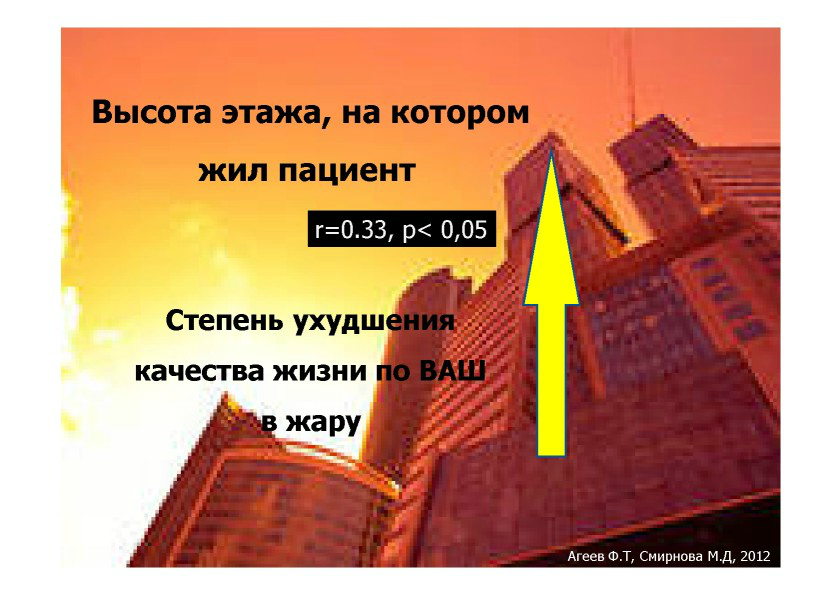 Высота этажа, на котором
жил пациент
r=0.33, p< 0,05
Степень ухудшения
качества жизни по ВАШ
в жару
Агеев Ф.Т, Смирнова М.Д, 2012